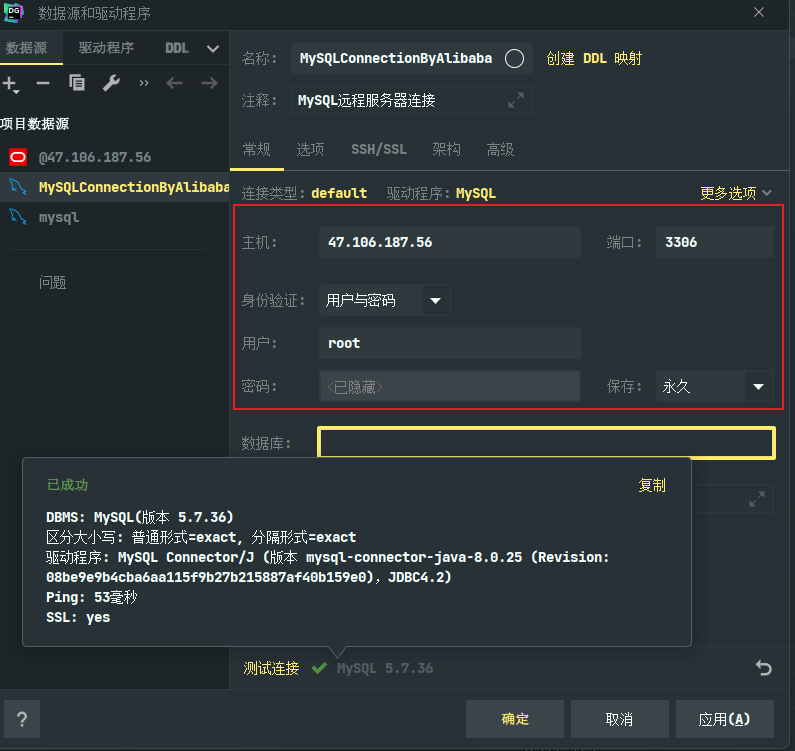 DG 数据源和驱动程序
数据源 驱动程序 DDL
名称: MySQLConnectionByAlibaba 创建 DDL 映射
注释: MySQL远程服务器连接
项目数据源
@47.106.187.56
MySQLConnectionByAlibaba
mysql
问题
常规 选项 SSH/SSL 架构 高级
连接类型: default 驱动程序: MySQL 更多选项
主机: 47.106.187.56 端口: 3306
身份验证: 用户与密码
用户: root
密码: <已隐藏> 保存: 永久
数据库:
已成功 复制
DBMS: MySQL(版本 5.7.36)
区分大小写: 普通形式=exact, 分隔形式=exact
驱动程序: MySQL Connector/J (版本 mysql-connector-java-8.0.25 (Revision:
08be9e9b4cba6aa115f9b27b215887af40b159e0), JDBC4.2)
Ping: 53毫秒
SSL: yes
测试连接 MySQL 5.7.36
? 确定 取消 应用(A)